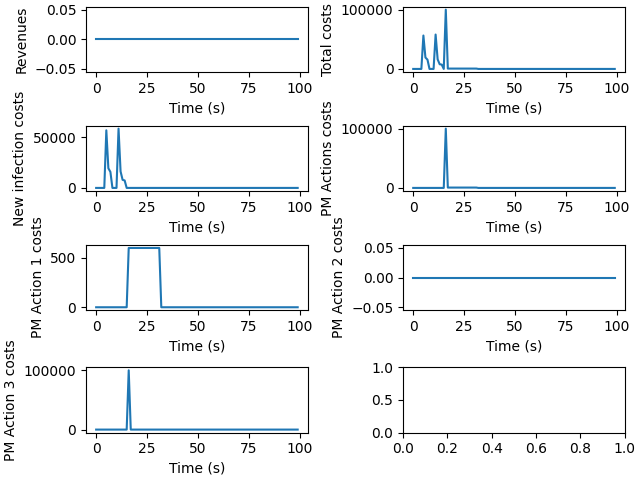 Revenues
0.05
0.00
−0.05
0 25 50 75 100
Time (s)
Total costs
100000
0
0 25 50 75 100
Time (s)
New infection costs
50000
0
0 25 50 75 100
Time (s)
PM Actions costs
100000
0
0 25 50 75 100
Time (s)
PM Action 1 costs
500
0
0 25 50 75 100
Time (s)
PM Action 2 costs
0.05
0.00
−0.05
0 25 50 75 100
Time (s)
PM Action 3 costs
100000
0
0 25 50 75 100
Time (s)
1.0
0.5
0.0
0.0 0.2 0.4 0.6 0.8 1.0